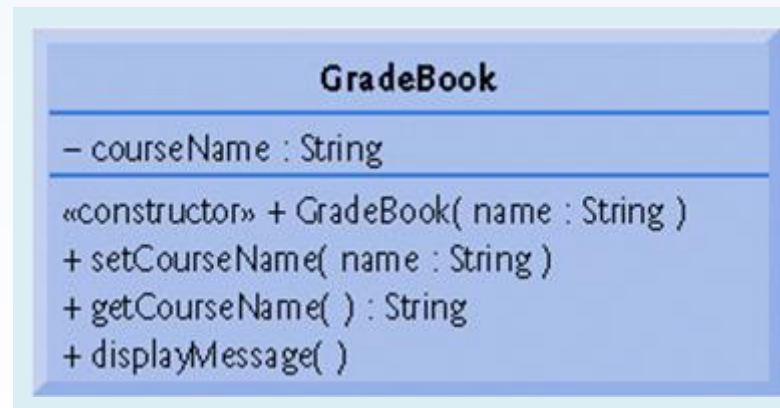 GradeBook
– courseName : String
«constructor» + GradeBook( name : String )
+ setCourseName( name : String )
+ getCourseName( ) : String
+ displayMessage( )